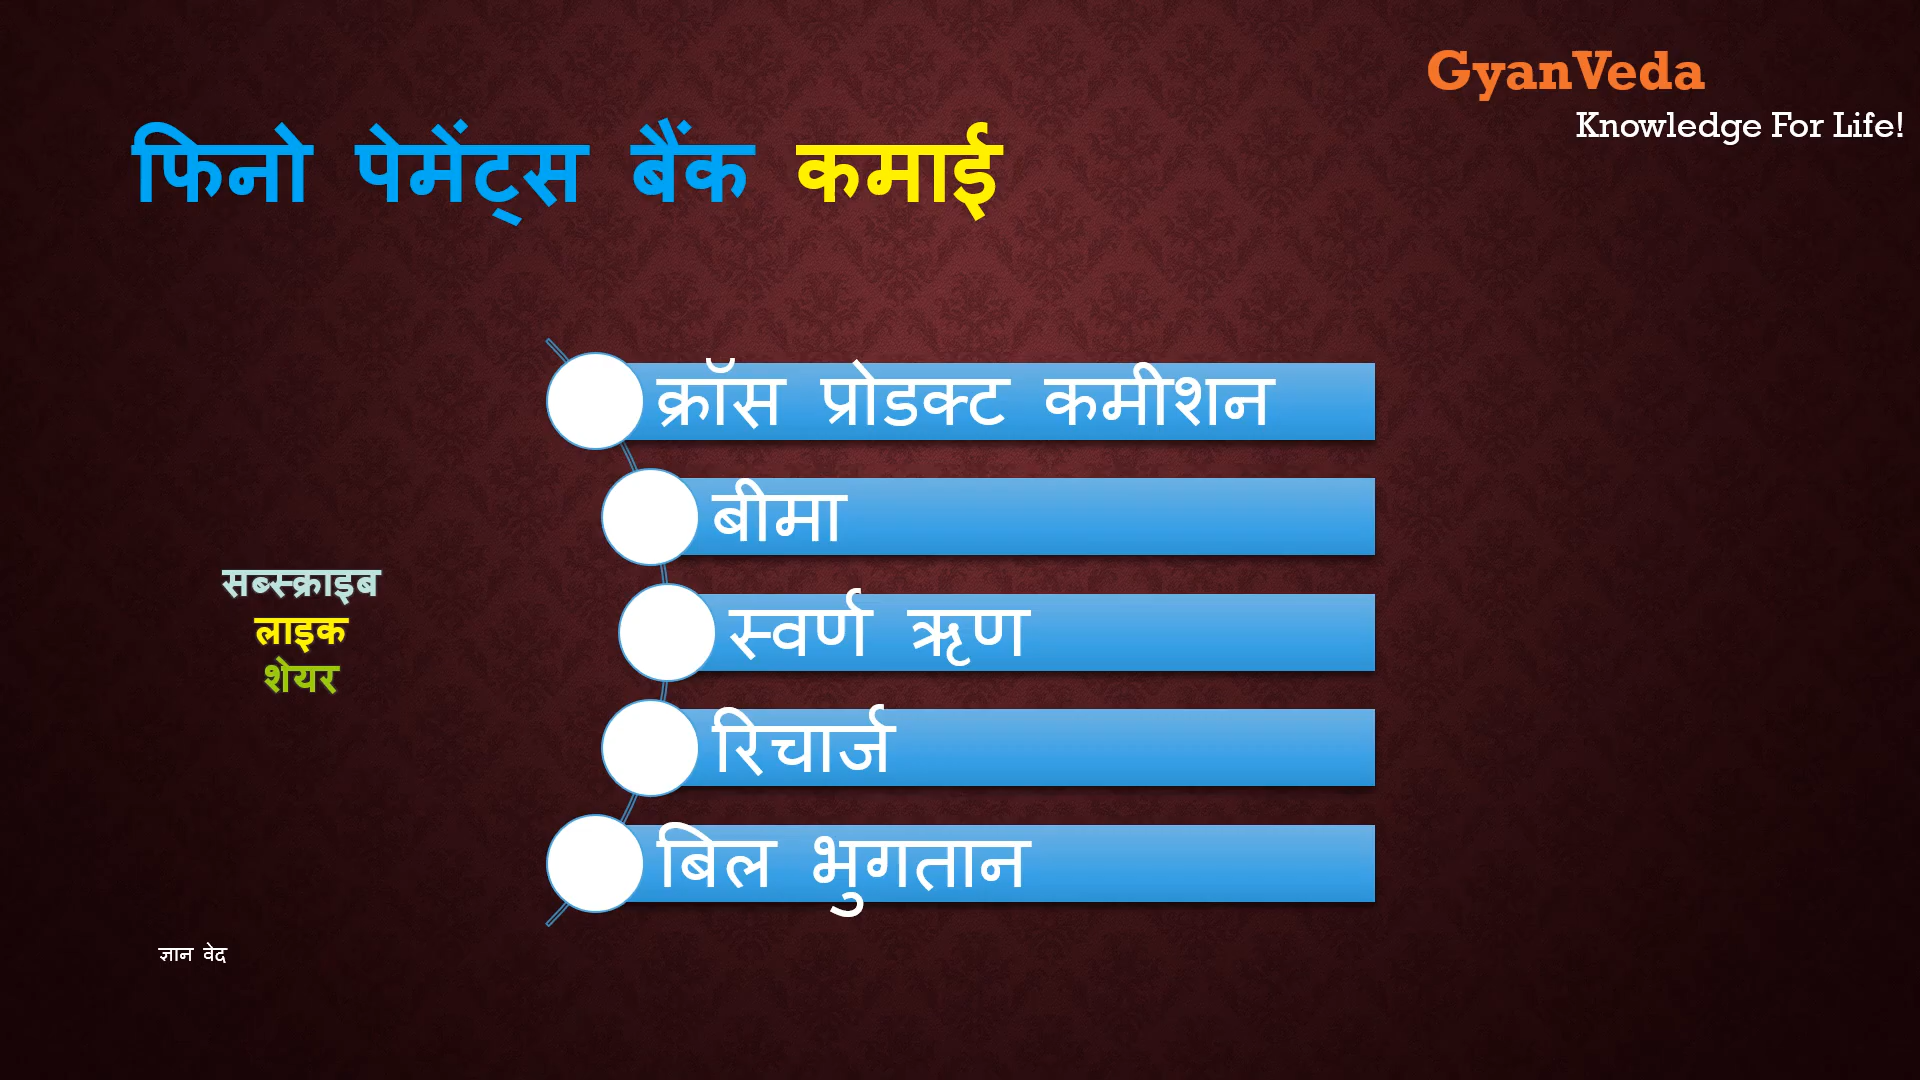 GyanVeda
Knowledge For Life!
फिनो पेमेंट्स बैंक कमाई
क्रॉस प्रोडक्ट कमीशन
बीमा
स्वर्ण ऋण
रिचार्ज
बिल भुगतान
सब्स्क्राइब
लाइक
शेयर
ज्ञान वेद